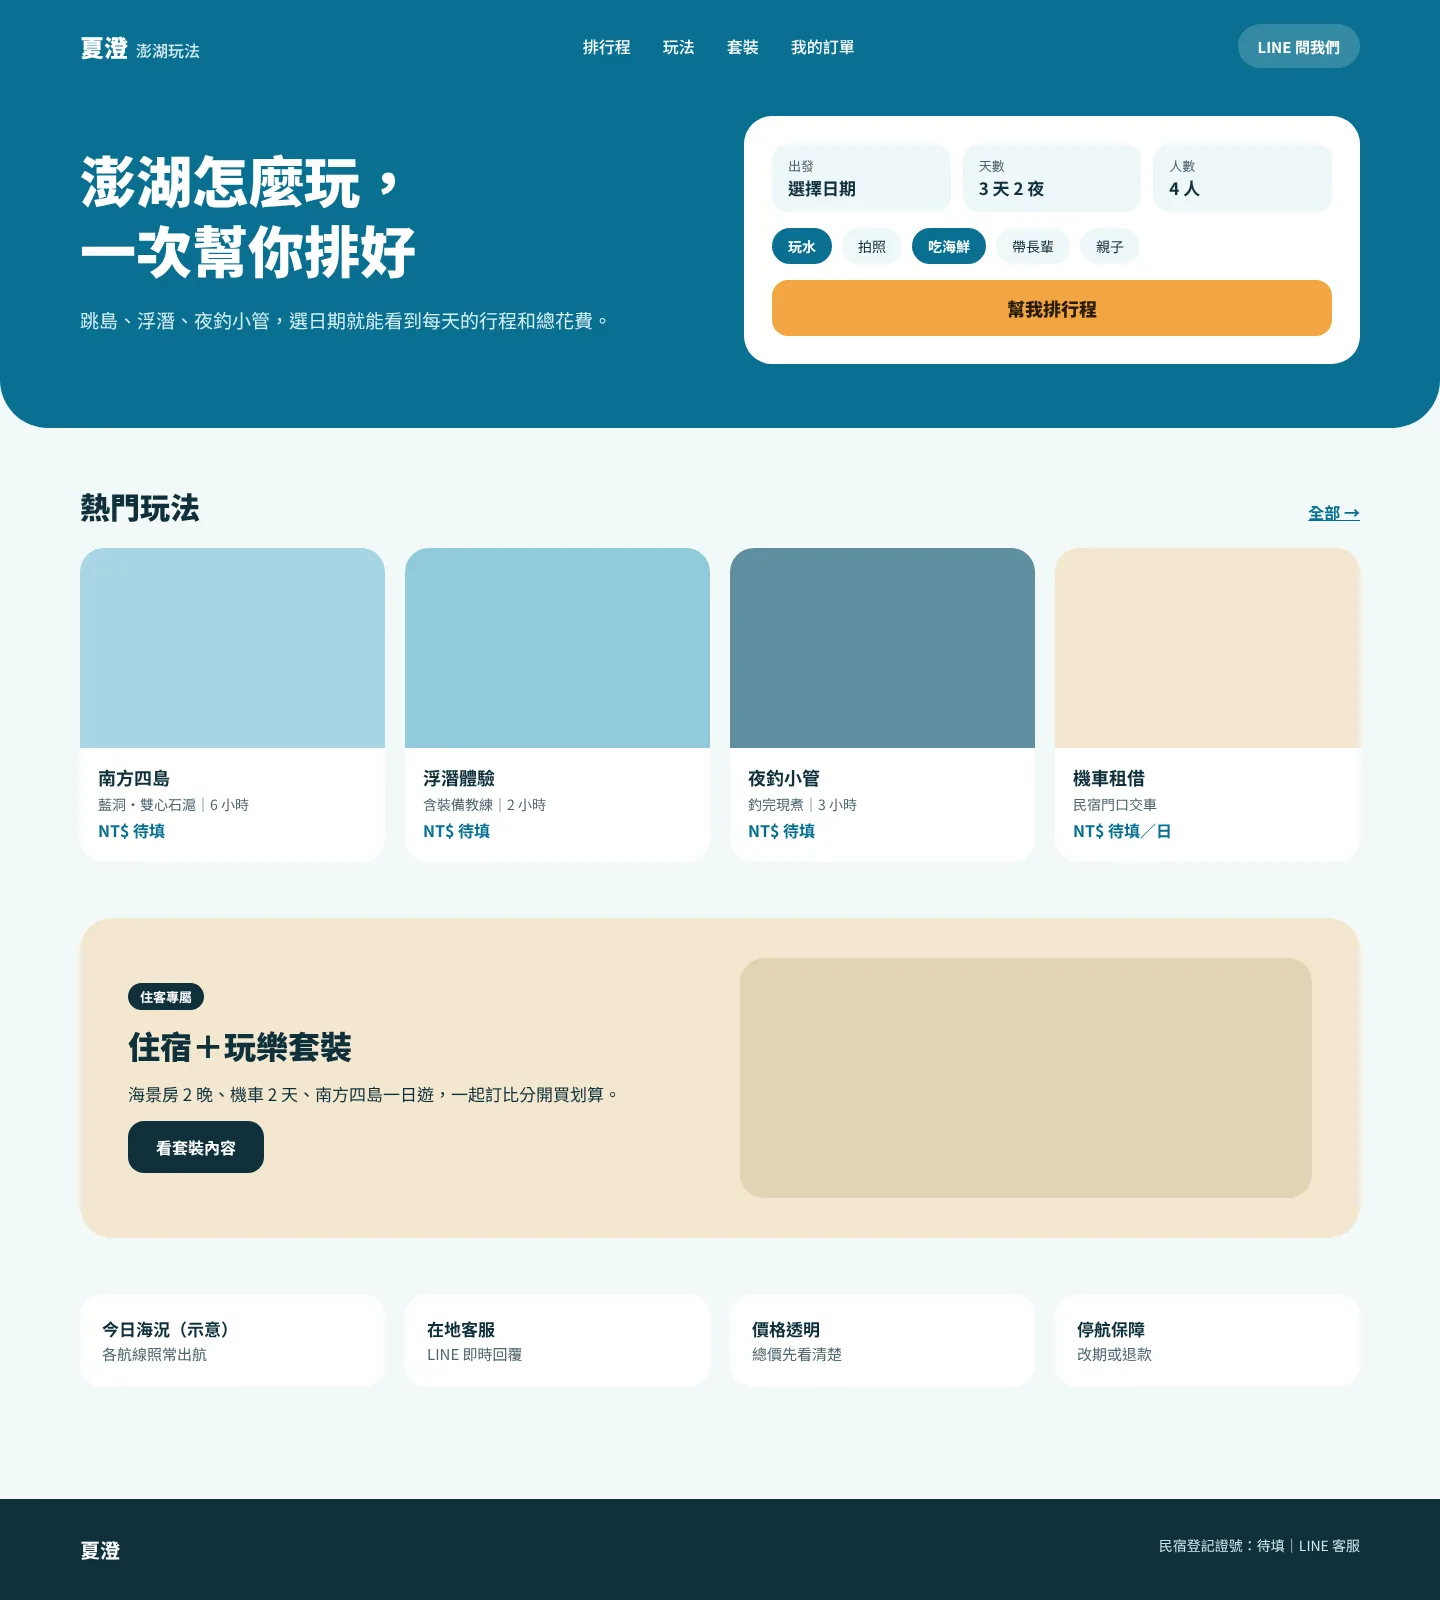 夏澄 澎湖玩法
排行程 玩法 套裝 我的訂單
LINE 問我們
澎湖怎麼玩，
一次幫你排好
跳島、浮潛、夜釣小管，選日期就能看到每天的行程和總花費。
出發
選擇日期
天數
3 天 2 夜
人數
4 人
玩水 拍照 吃海鮮 帶長輩 親子
幫我排行程
熱門玩法
全部 →
南方四島
藍洞・雙心石滬｜6 小時
NT$ 待填
浮潛體驗
含裝備教練｜2 小時
NT$ 待填
夜釣小管
釣完現煮｜3 小時
NT$ 待填
機車租借
民宿門口交車
NT$ 待填／日
住客專屬
住宿＋玩樂套裝
海景房 2 晚、機車 2 天、南方四島一日遊，一起訂比分開買划算。
看套裝內容
今日海況（示意）
各航線照常出航
在地客服
LINE 即時回覆
價格透明
總價先看清楚
停航保障
改期或退款
夏澄
民宿登記證號：待填｜LINE 客服